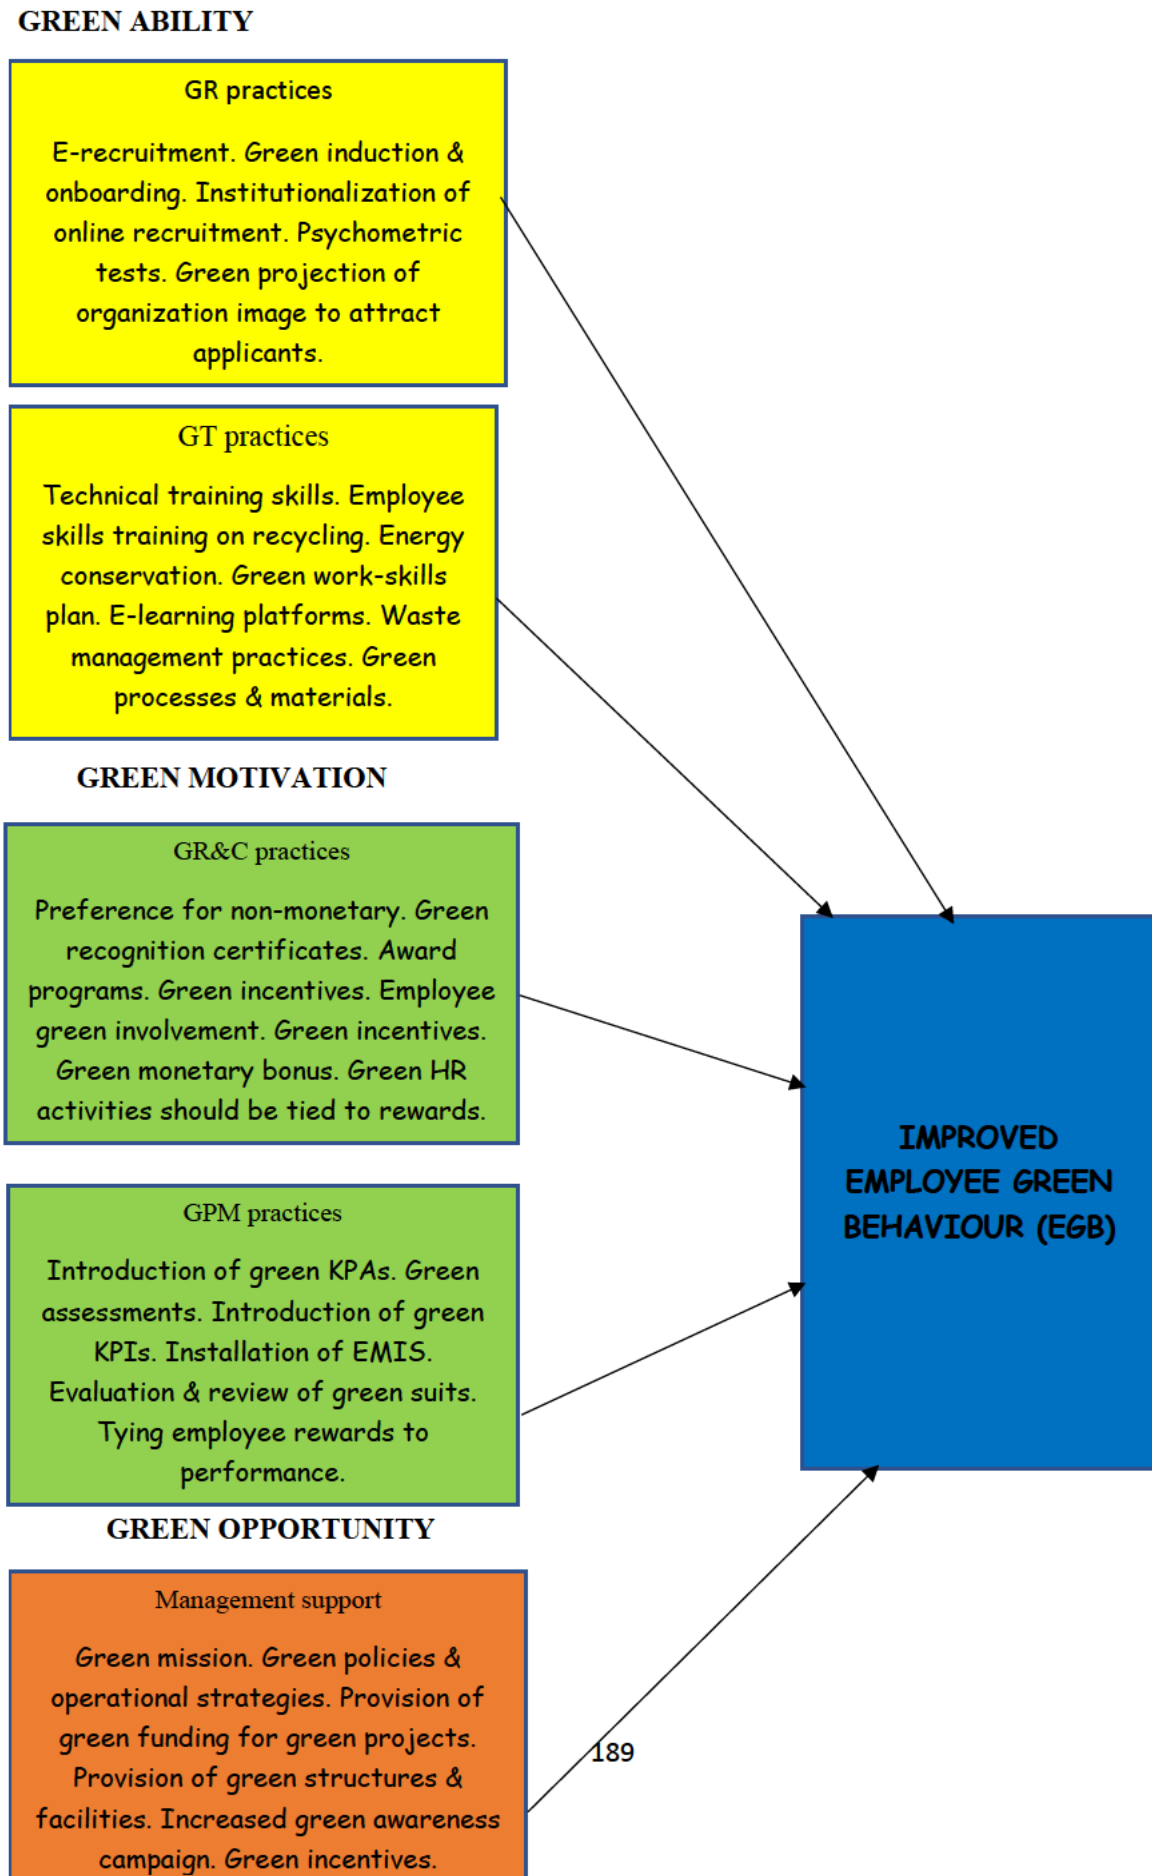 GREEN ABILITY
GR practices
E-recruitment. Green induction &
onboarding. Institutionalization of
online recruitment. Psychometric
tests. Green projection of
organization image to attract
applicants.
GT practices
Technical training skills. Employee
skills training on recycling. Energy
conservation. Green work-skills
plan. E-learning platforms. Waste
management practices. Green
processes & materials.
GREEN MOTIVATION
GR&C practices
Preference for non-monetary. Green
recognition certificates. Award
programs. Green incentives. Employee
green involvement. Green incentives.
Green monetary bonus. Green HR
activities should be tied to rewards.
GPM practices
Introduction of green KPAs. Green
assessments. Introduction of green
KPIs. Installation of EMIS.
Evaluation & review of green suits.
Tying employee rewards to
performance.
GREEN OPPORTUNITY
Management support
Green mission. Green policies &
operational strategies. Provision of
green funding for green projects.
Provision of green structures &
facilities. Increased green awareness
campaign. Green incentives.
IMPROVED
EMPLOYEE GREEN
BEHAVIOUR (EGB)
189